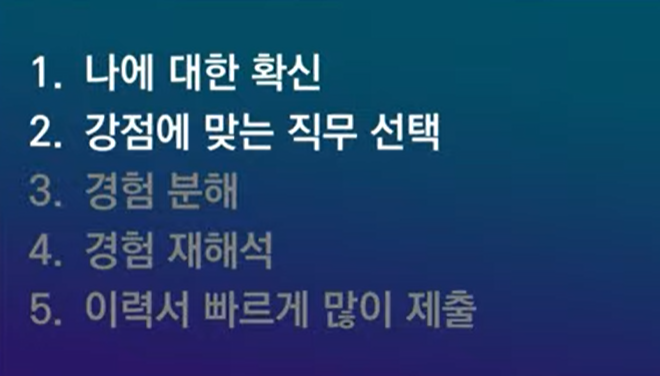 1. 나에 대한 확신
2. 강점에 맞는 직무 선택
3. 경험 분해
4. 경험 재해석
5. 이력서 빠르게 많이 제출